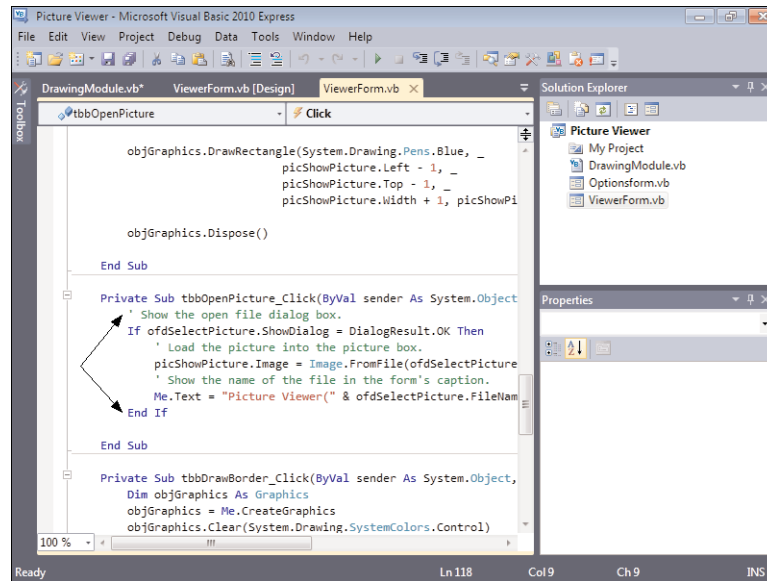 Picture Viewer - Microsoft Visual Basic 2010 Express
File Edit View Project Debug Data Tools Window Help
DrawingModule.vb* ViewerForm.vb [Design] ViewerForm.vb
Toolbox
tbbOpenPicture Click
objGraphics.DrawRectangle(System.Drawing.Pens.Blue, _
picShowPicture.Left - 1, _
picShowPicture.Top - 1, _
picShowPicture.Width + 1, picShowPi
objGraphics.Dispose()
End Sub
Private Sub tbbOpenPicture_Click(ByVal sender As System.Object
' Show the open file dialog box.
If ofdSelectPicture.ShowDialog = DialogResult.OK Then
' Load the picture into the picture box.
picShowPicture.Image = Image.FromFile(ofdSelectPicture
' Show the name of the file in the form's caption.
Me.Text = "Picture Viewer(" & ofdSelectPicture.FileNam
End If
End Sub
Private Sub tbbDrawBorder_Click(ByVal sender As System.Object,
Dim objGraphics As Graphics
objGraphics = Me.CreateGraphics
objGraphics.Clear(System.Drawing.SystemColors.Control)
100 %
Solution Explorer
Picture Viewer
My Project
DrawingModule.vb
Optionsform.vb
ViewerForm.vb
Properties
Ready Ln 118 Col 9 Ch 9 INS